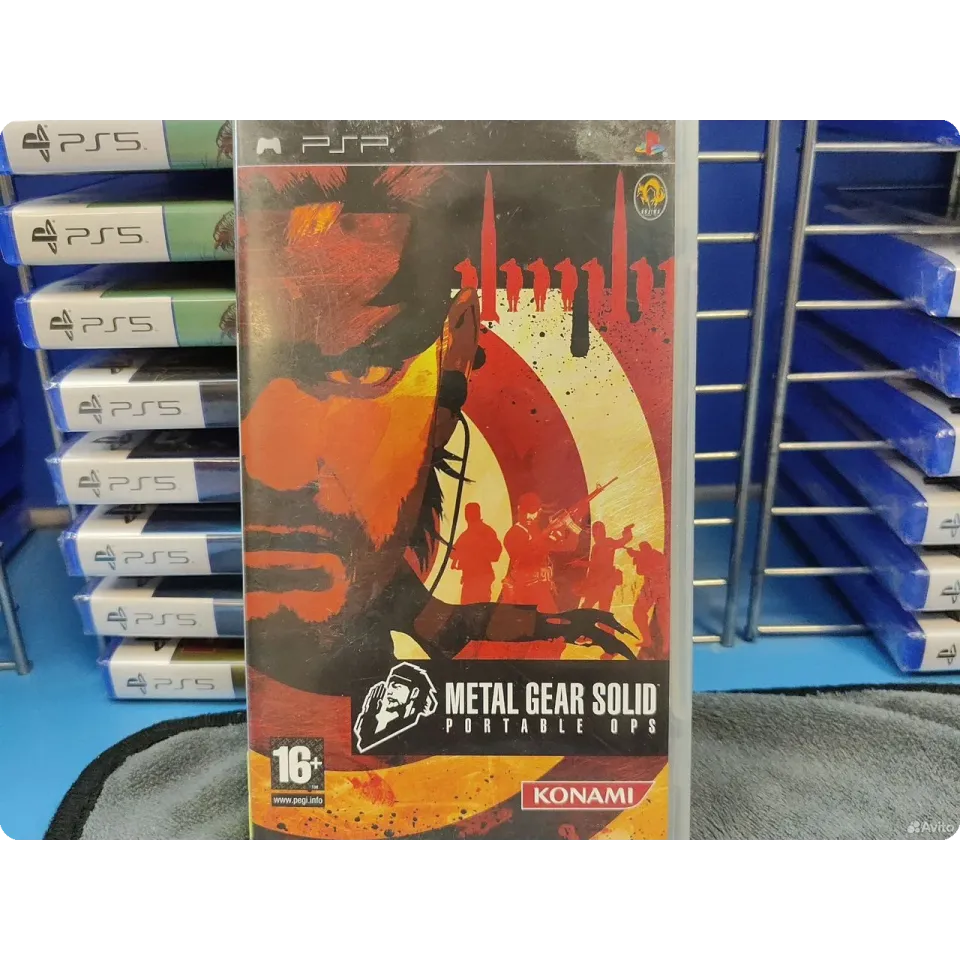 PS5
PS5
PS5
PS5
PS5
PS5
PS5
PS5
PSP
METAL GEAR SOLID
PORTABLE OPS
16+
www.pegi.info
KONAMI
Avito